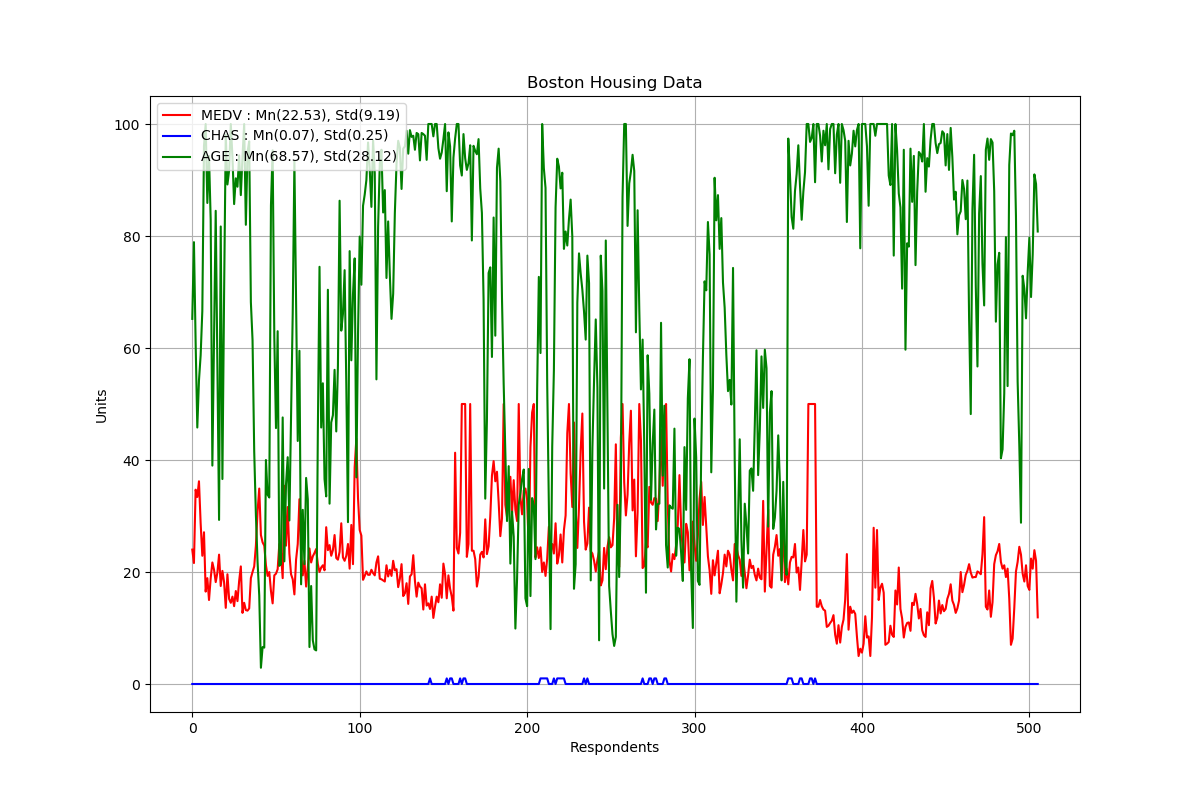 Boston Housing Data
MEDV : Mn(22.53), Std(9.19)
CHAS : Mn(0.07), Std(0.25)
AGE : Mn(68.57), Std(28.12)
100
80
60
40
20
0
Units
0 100 200 300 400 500
Respondents